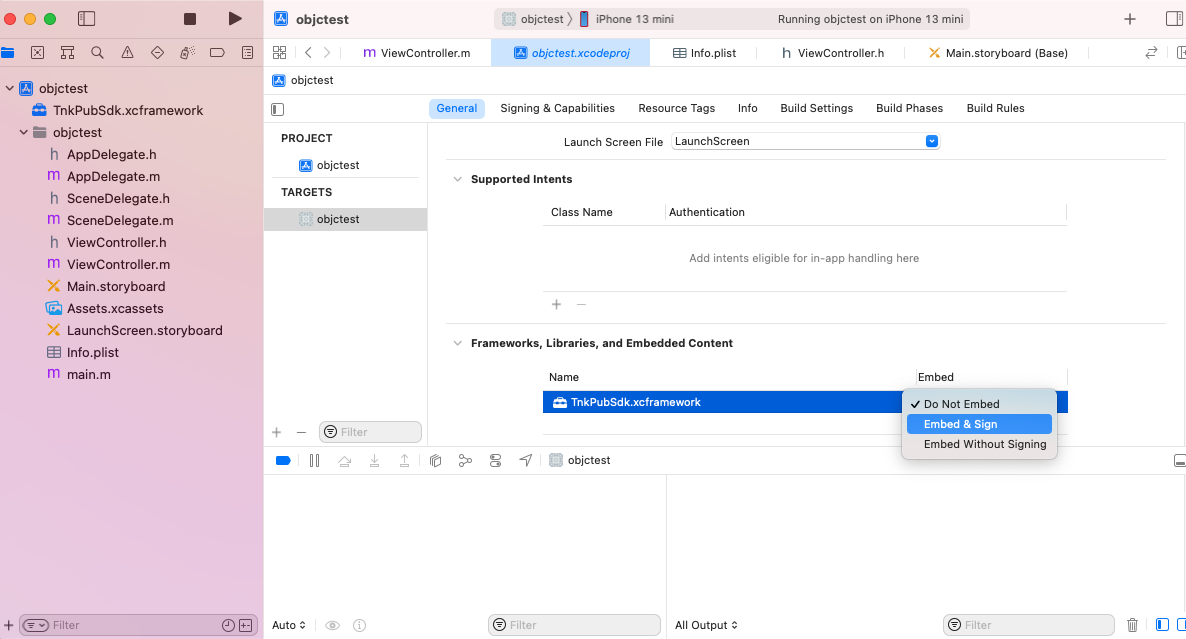 objctest
objctest 〉 iPhone 13 mini
Running objctest on iPhone 13 mini
ViewController.m
objctest.xcodeproj
Info.plist
ViewController.h
Main.storyboard (Base)
objctest
General
Signing & Capabilities
Resource Tags
Info
Build Settings
Build Phases
Build Rules
objctest
TnkPubSdk.xcframework
objctest
AppDelegate.h
AppDelegate.m
SceneDelegate.h
SceneDelegate.m
ViewController.h
ViewController.m
Main.storyboard
Assets.xcassets
LaunchScreen.storyboard
Info.plist
main.m
Filter
PROJECT
objctest
TARGETS
objctest
Filter
Launch Screen File
LaunchScreen
Supported Intents
Class Name
Authentication
Add intents eligible for in-app handling here
Frameworks, Libraries, and Embedded Content
Name
Embed
TnkPubSdk.xcframework
Do Not Embed
Embed & Sign
Embed Without Signing
objctest
Auto
Filter
All Output
Filter